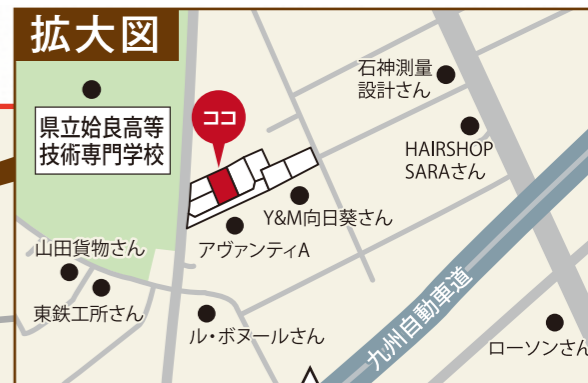 拡大図
石神測量
設計さん
ココ
県立姶良高等
技術専門学校
HAIRSHOP
SARAさん
Y&M向日葵さん
アヴァンティA
山田貨物さん
東鉄工所さん
ル・ボヌールさん
九州自動車道
ローソンさん